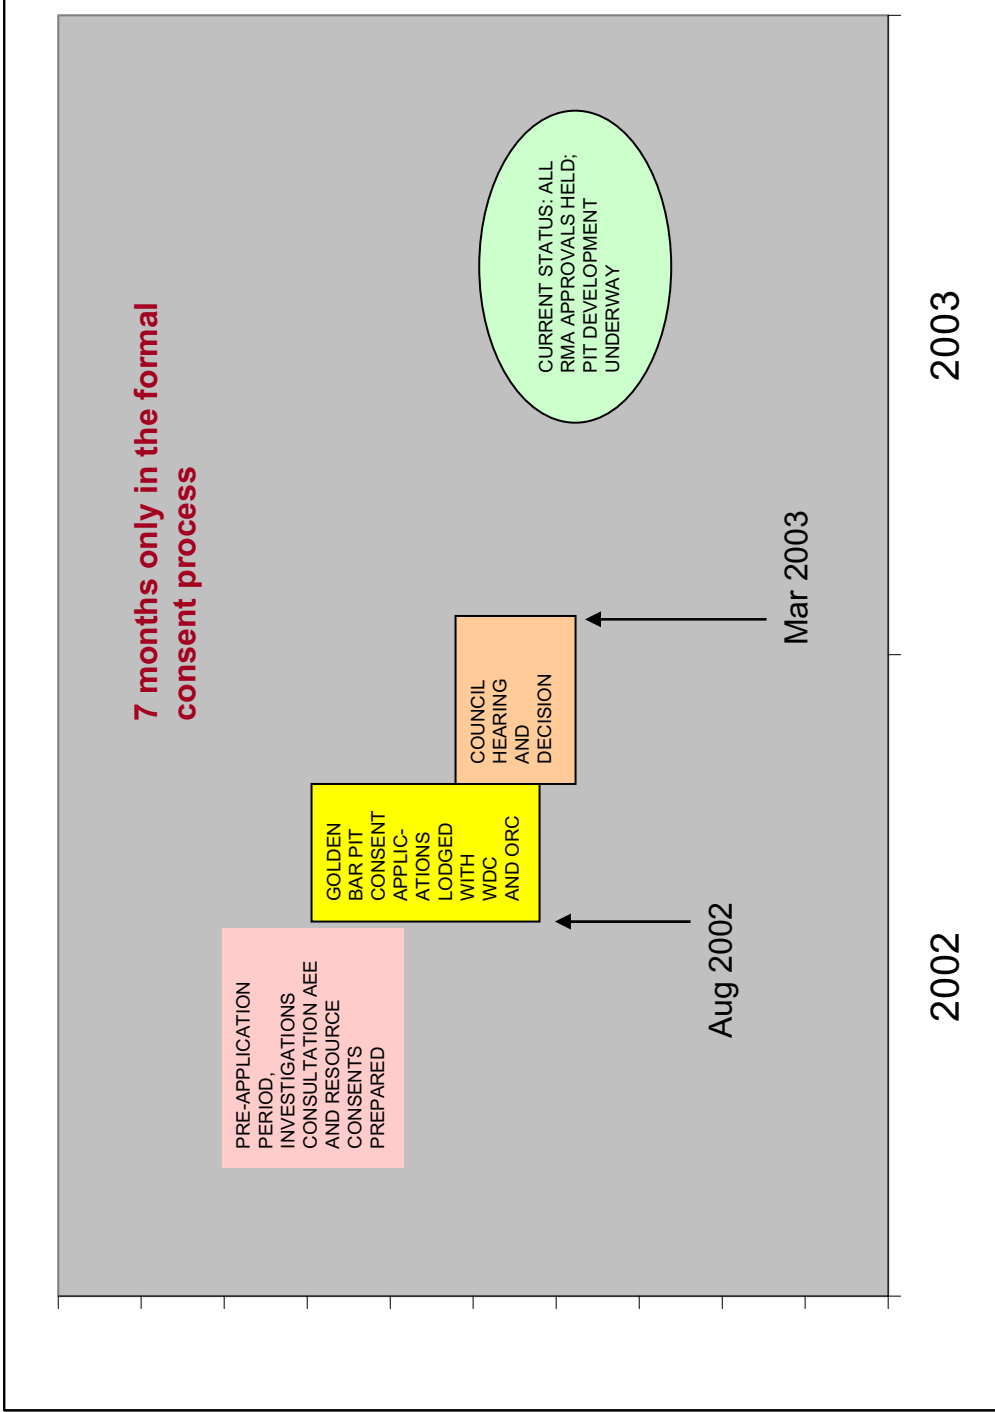 7 months only in the formal
consent process
PRE-APPLICATION
PERIOD,
INVESTIGATIONS
CONSULTATION AEE
AND RESOURCE
CONSENTS
PREPARED
GOLDEN
BAR PIT
CONSENT
APPLIC-
ATIONS
LODGED
WITH
WDC
AND ORC
COUNCIL
HEARING
AND
DECISION
CURRENT STATUS: ALL
RMA APPROVALS HELD;
PIT DEVELOPMENT
UNDERWAY
Aug 2002
Mar 2003
2002
2003